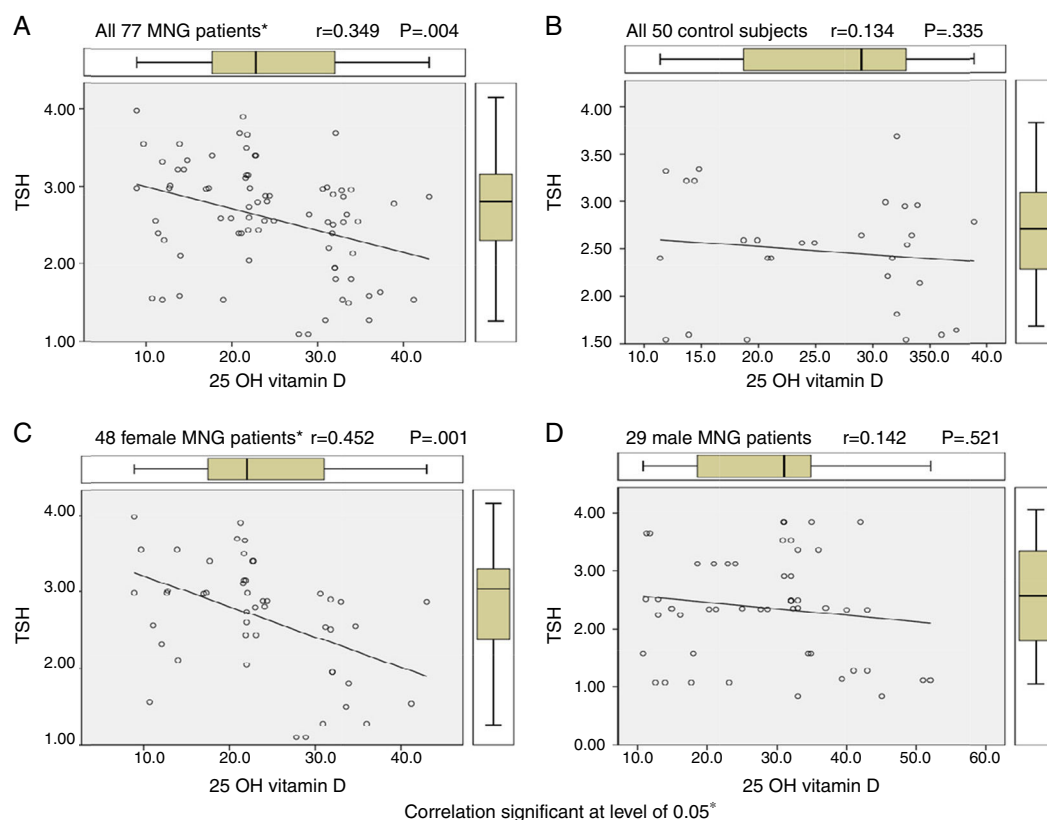 A
All 77 MNG patients* r=0.349 P=.004
TSH
4.00
3.00
2.00
1.00
10.0 20.0 30.0 40.0
25 OH vitamin D
B
All 50 control subjects r=0.134 P=.335
TSH
4.00
3.50
3.00
2.50
2.00
1.50
10.0 15.0 20.0 25.0 30.0 350.0 40.0
25 OH vitamin D
C
48 female MNG patients* r=0.452 P=.001
TSH
4.00
3.00
2.00
1.00
10.0 20.0 30.0 40.0
25 OH vitamin D
D
29 male MNG patients r=0.142 P=.521
TSH
4.00
3.00
2.00
1.00
0.00
10.0 20.0 30.0 40.0 50.0 60.0
25 OH vitamin D
Correlation significant at level of 0.05*